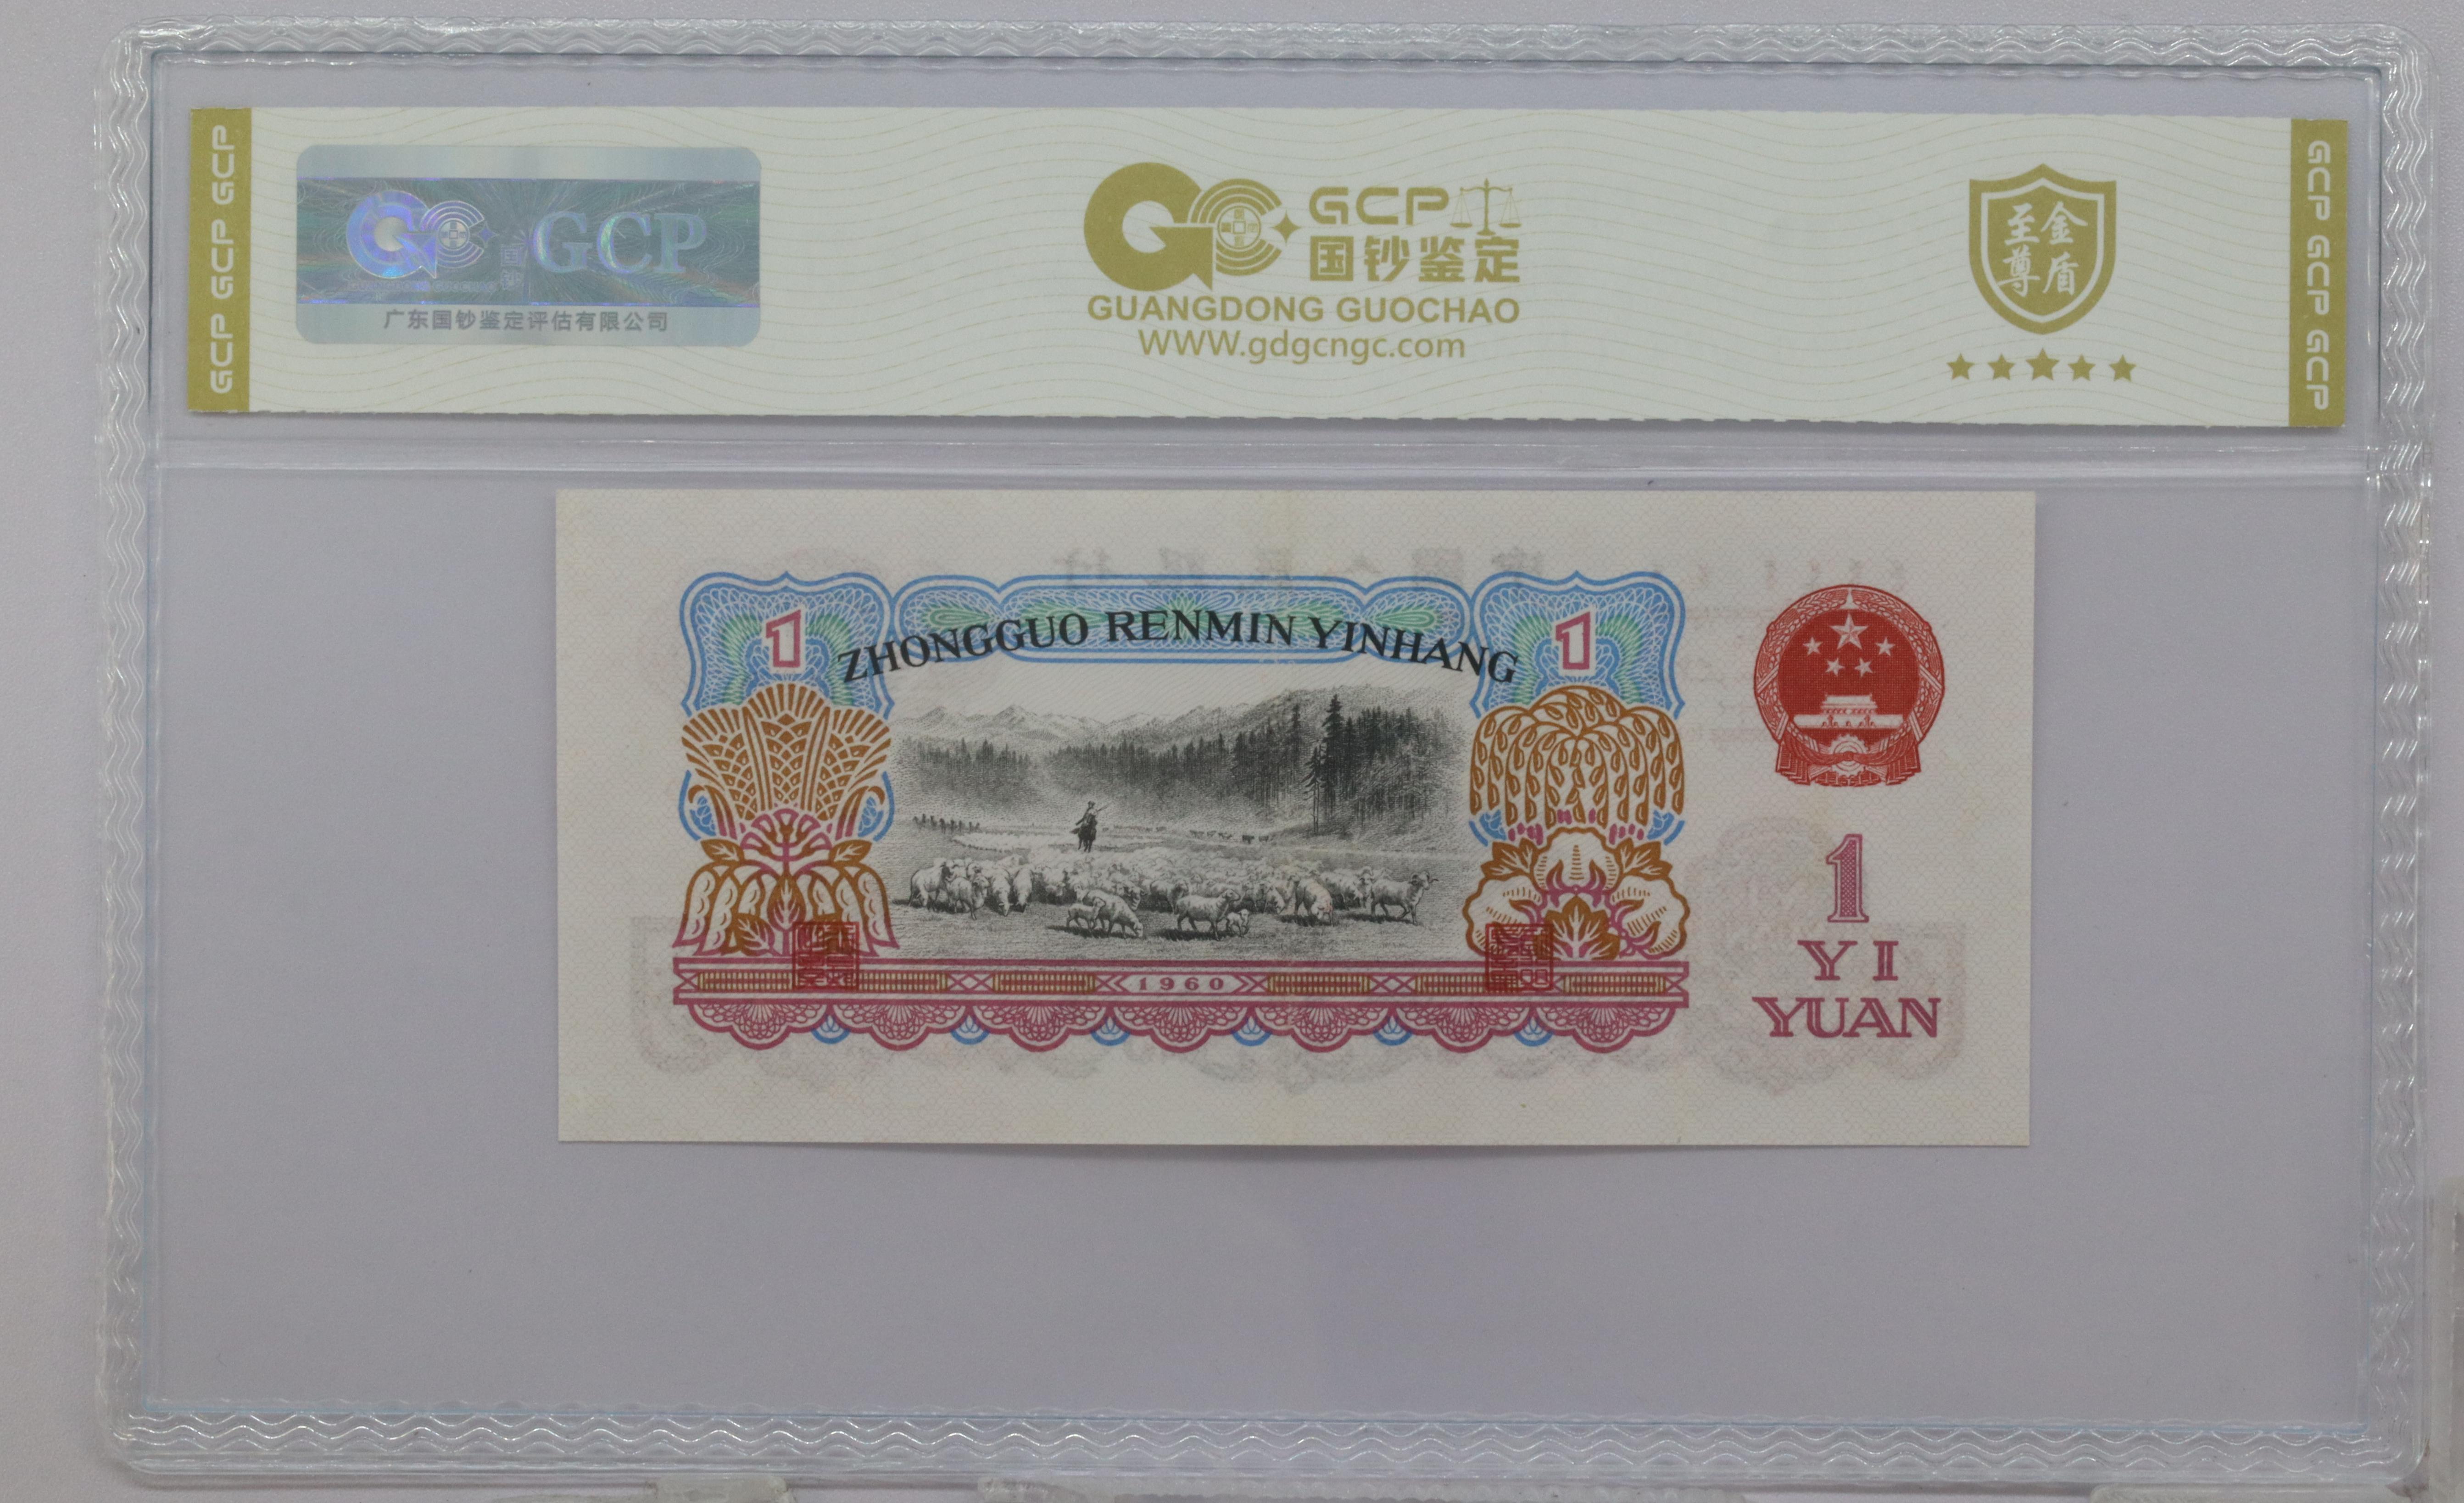 GCP GCP GCP
GC GCP
广东国钞鉴定评估有限公司
GC GCP
国钞鉴定
GUANGDONG GUOCHAO
WWW.gdgcngc.com
至尊金盾
GCP GCP GCP
1 ZHONGGUO RENMIN YINHANG 1
1960
1
YI
YUAN